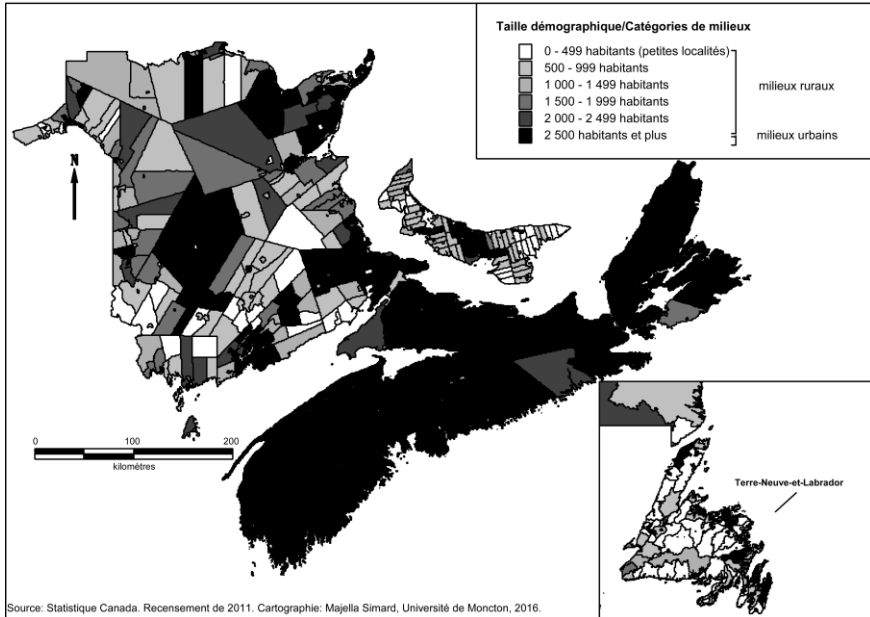 Taille démographique/Catégories de milieux
0 - 499 habitants (petites localités)
500 - 999 habitants
1 000 - 1 499 habitants
milieux ruraux
1 500 - 1 999 habitants
2 000 - 2 499 habitants
2 500 habitants et plus
milieux urbains
N
0 100 200
kilomètres
Terre-Neuve-et-Labrador
Source: Statistique Canada. Recensement de 2011. Cartographie: Majella Simard, Université de Moncton, 2016.